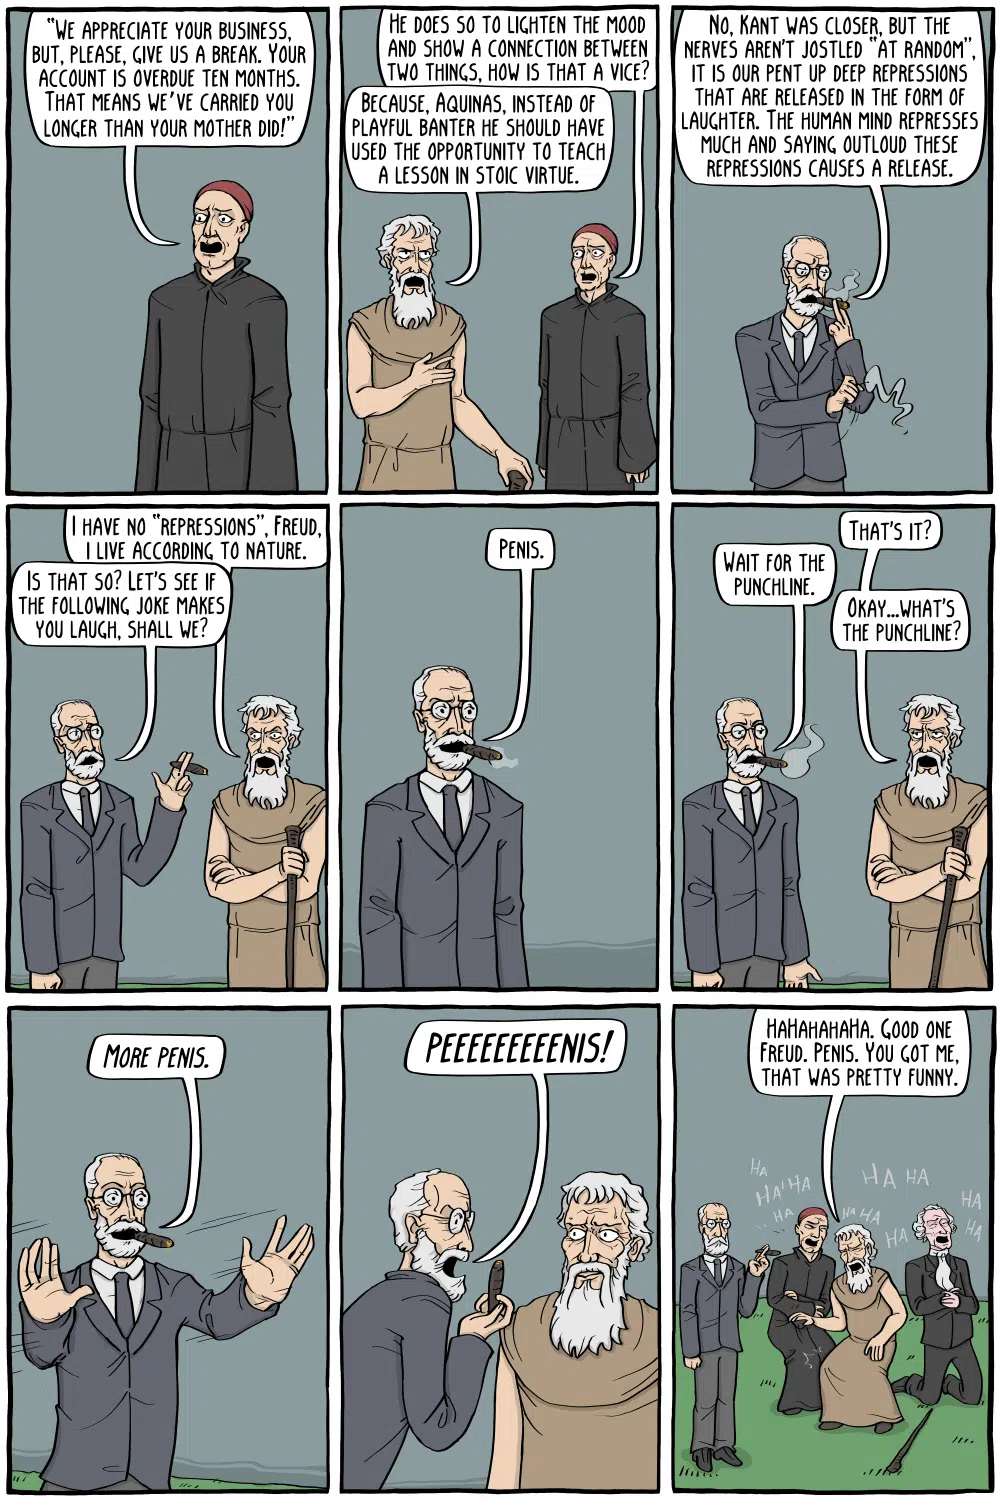 "We appreciate your business,
but, please, give us a break. Your
account is overdue ten months.
That means we've carried you
longer than your mother did!"
He does so to lighten the mood
and show a connection between
two things, how is that a vice?
Because, Aquinas, instead of
playful banter he should have
used the opportunity to teach
a lesson in stoic virtue.
No, Kant was closer, but the
nerves aren't jostled "at random",
it is our pent up deep repressions
that are released in the form of
laughter. The human mind represses
much and saying outloud these
repressions causes a release.
I have no "repressions", Freud,
I live according to nature.
Is that so? Let's see if
the following joke makes
you laugh, shall we?
Penis.
That's it?
Wait for the
punchline.
Okay...what's
the punchline?
More penis.
PEEEEEEEEENIS!
HaHaHaHaHa. Good one
Freud. Penis. You got me,
that was pretty funny.
HA
HA HA
HA
HA HA
HA HA
HA
HA
HA